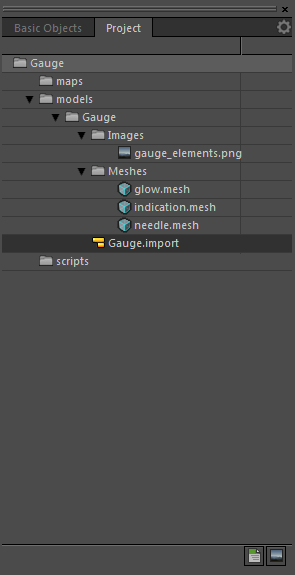 Basic Objects Project
Gauge
maps
models
Gauge
Images
gauge_elements.png
Meshes
glow.mesh
indication.mesh
needle.mesh
Gauge.import
scripts